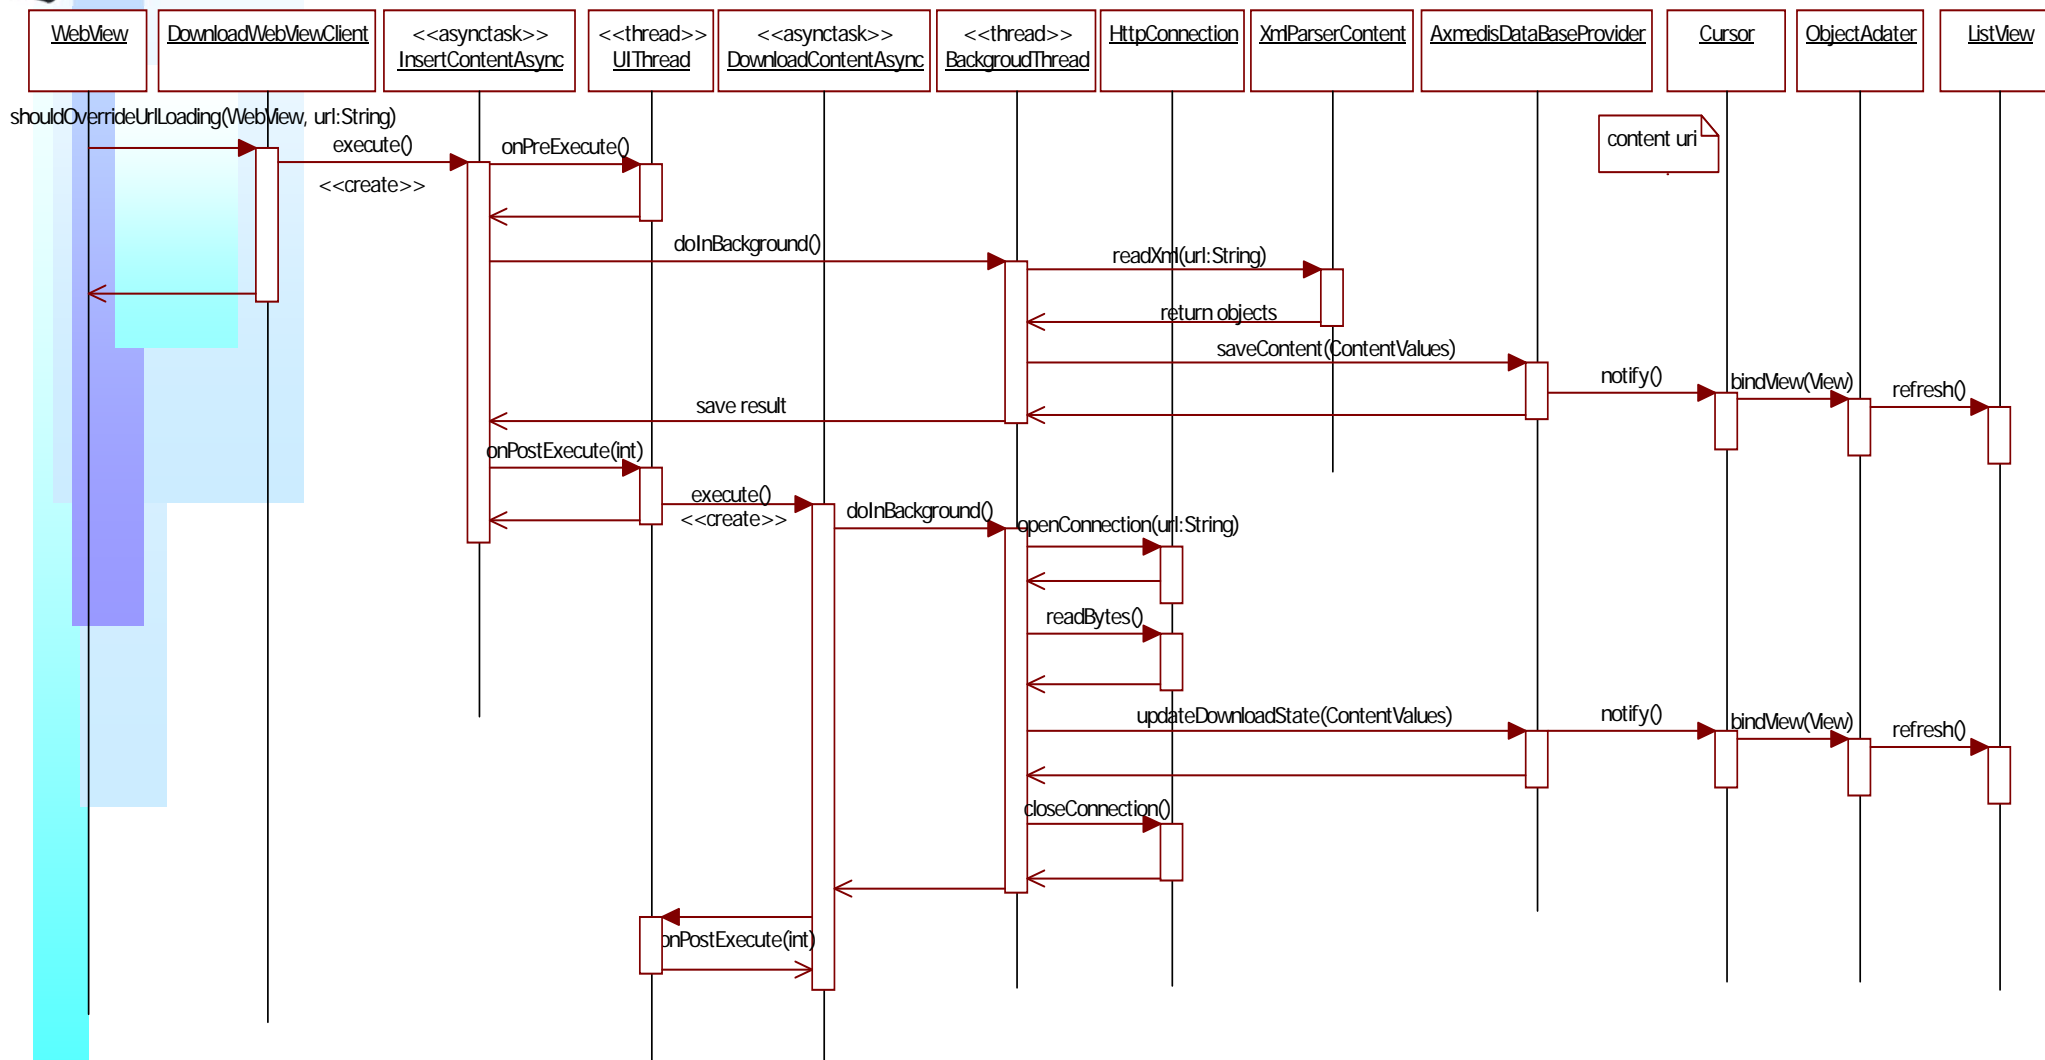 WebView
DownloadWebViewClient
<<asynctask>>
InsertContentAsync
<<thread>>
UIThread
<<asynctask>>
DownloadContentAsync
<<thread>>
BackgroudThread
HttpConnection
XmlParserContent
AxmedisDataBaseProvider
Cursor
ObjectAdater
ListView
shouldOverrideUrlLoading(WebView, url:String)
execute()
<<create>>
onPreExecute()
content uri
doInBackground()
readXml(url:String)
return objects
saveContent(ContentValues)
notify()
bindView(View)
refresh()
save result
onPostExecute(int)
execute()
<<create>>
doInBackground()
openConnection(url:String)
readBytes()
updateDownloadState(ContentValues)
notify()
bindView(View)
refresh()
closeConnection()
onPostExecute(int)